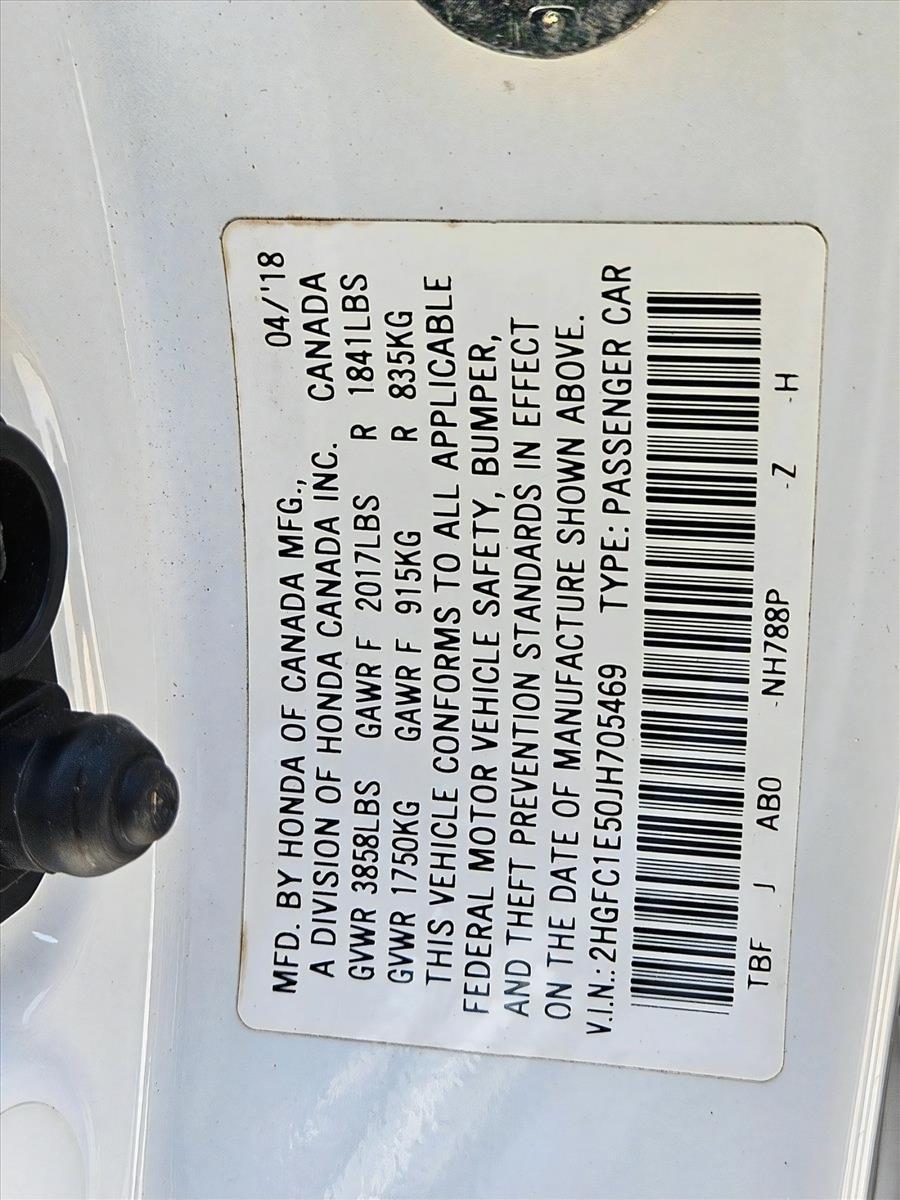 MFD. BY HONDA OF CANADA MFG., 04/'18
A DIVISION OF HONDA CANADA INC. CANADA
GVWR 3858LBS GAWR F 2017LBS R 1841LBS
GVWR 1750KG GAWR F 915KG R 835KG
THIS VEHICLE CONFORMS TO ALL APPLICABLE
FEDERAL MOTOR VEHICLE SAFETY, BUMPER,
AND THEFT PREVENTION STANDARDS IN EFFECT
ON THE DATE OF MANUFACTURE SHOWN ABOVE.
V.I.N.: 2HGFC1E50JH705469 TYPE: PASSENGER CAR
TBF J AB0 -NH788P -Z -H